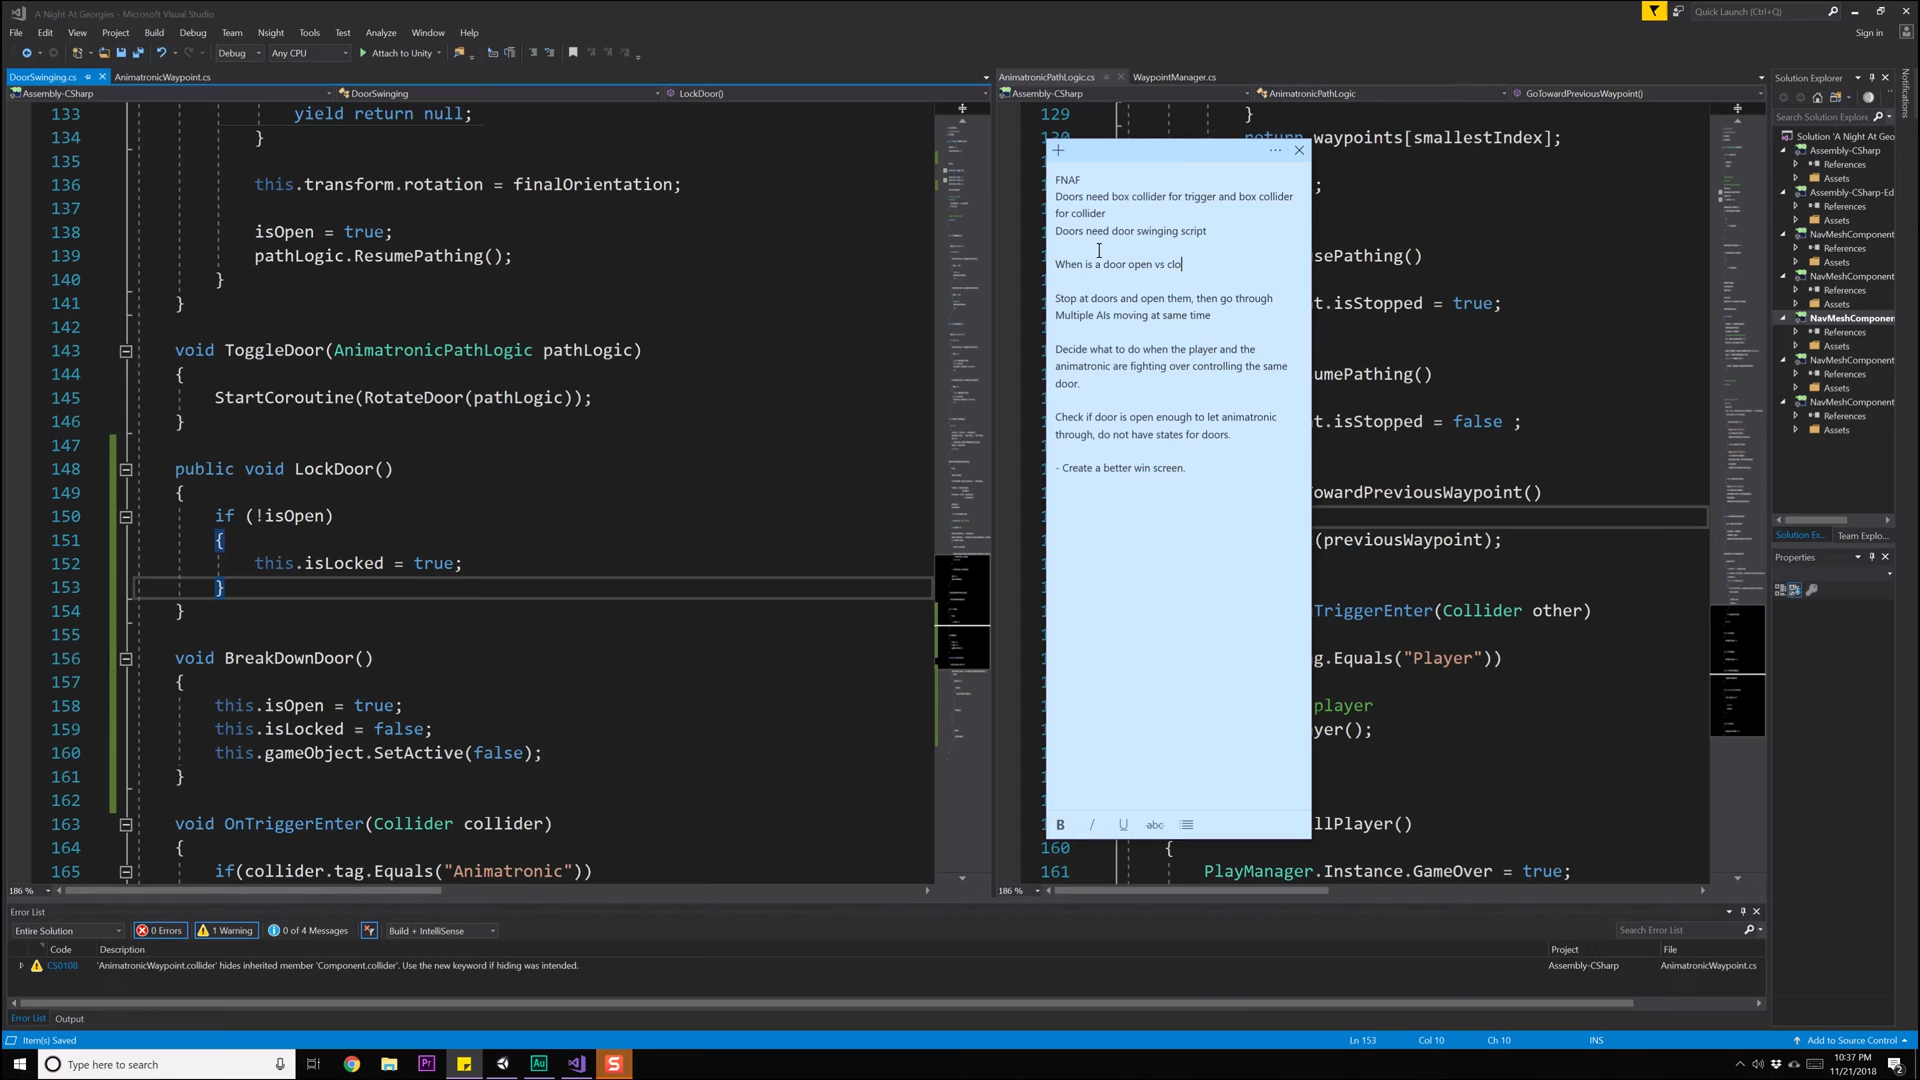 A Night At Georgies - Microsoft Visual Studio
Quick Launch (Ctrl+Q)
File Edit View Project Build Debug Team Nsight Tools Test Analyze Window Help
Sign in
Debug Any CPU Attach to Unity
DoorSwinging.cs AnimatronicWaypoint.cs
Assembly-CSharp DoorSwinging LockDoor()
133 yield return null;
134 }
135
136 this.transform.rotation = finalOrientation;
137
138 isOpen = true;
139 pathLogic.ResumePathing();
140 }
141 }
142
143 void ToggleDoor(AnimatronicPathLogic pathLogic)
144 {
145 StartCoroutine(RotateDoor(pathLogic));
146 }
147
148 public void LockDoor()
149 {
150 if (!isOpen)
151 {
152 this.isLocked = true;
153 }
154 }
155
156 void BreakDownDoor()
157 {
158 this.isOpen = true;
159 this.isLocked = false;
160 this.gameObject.SetActive(false);
161 }
162
163 void OnTriggerEnter(Collider collider)
164 {
165 if(collider.tag.Equals("Animatronic"))
186 %
AnimatronicPathLogic.cs WaypointManager.cs
Assembly-CSharp AnimatronicPathLogic GoTowardPreviousWaypoint()
129 }
130 return waypoints[smallestIndex];
;
sePathing()
t.isStopped = true;
umePathing()
t.isStopped = false ;
TowardPreviousWaypoint()
(previousWaypoint);
TriggerEnter(Collider other)
g.Equals("Player"))
player
yer();
llPlayer()
160 {
161 PlayManager.Instance.GameOver = true;
186 %
FNAF
Doors need box collider for trigger and box collider
for collider
Doors need door swinging script
When is a door open vs clo
Stop at doors and open them, then go through
Multiple AIs moving at same time
Decide what to do when the player and the
animatronic are fighting over controlling the same
door.
Check if door is open enough to let animatronic
through, do not have states for doors.
- Create a better win screen.
B / U abc
Solution Explorer
Search Solution Explore
Solution 'A Night At Geo
Assembly-CSharp
References
Assets
Assembly-CSharp-Ed
References
Assets
NavMeshComponent
References
Assets
NavMeshComponent
References
Assets
NavMeshComponen
References
Assets
NavMeshComponent
References
Assets
NavMeshComponent
References
Assets
Solution Ex... Team Explo...
Properties
Notifications
Error List
Entire Solution 0 Errors 1 Warning 0 of 4 Messages Build + IntelliSense
Search Error List
Code Description Project File
CS0108 'AnimatronicWaypoint.collider' hides inherited member 'Component.collider'. Use the new keyword if hiding was intended. Assembly-CSharp AnimatronicWaypoint.cs
Error List Output
Item(s) Saved Ln 153 Col 10 Ch 10 INS Add to Source Control
Type here to search
Pr Au S
10:37 PM
11/21/2018
2